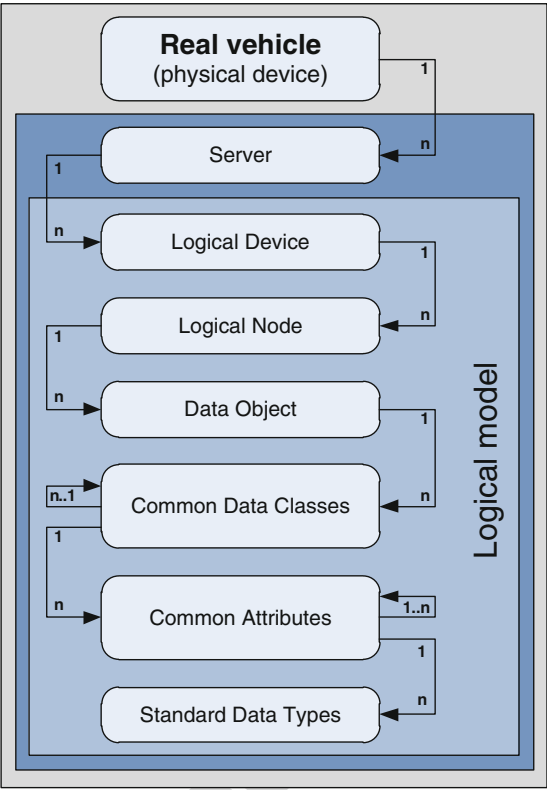 Real vehicle
(physical device)
1
n
Server
1
n
Logical Device
1
n
Logical Node
1
n
Data Object
1
n
Common Data Classes
n..1
1
n
Common Attributes
1..n
1
n
Standard Data Types
Logical model